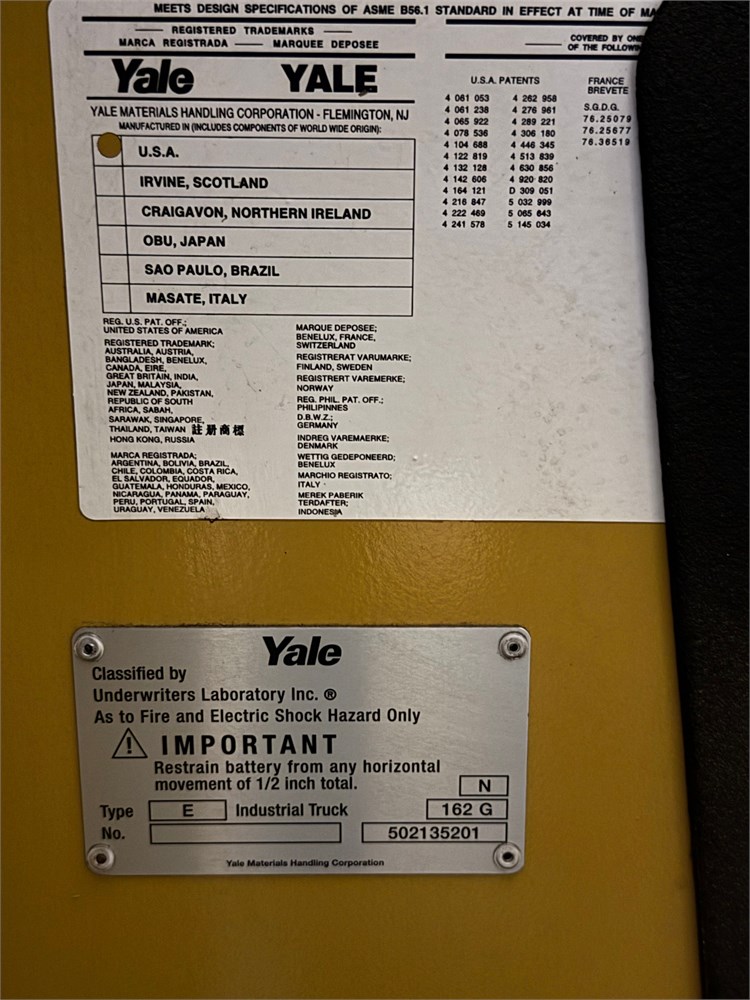 MEETS DESIGN SPECIFICATIONS OF ASME B56.1 STANDARD IN EFFECT AT TIME OF
REGISTERED TRADEMARKS
MARCA REGISTRADA — MARQUEE DEPOSEE
Yale YALE
YALE MATERIALS HANDLING CORPORATION - FLEMINGTON, NJ
MANUFACTURED IN (INCLUDES COMPONENTS OF WORLD WIDE ORIGIN):
U.S.A.
IRVINE, SCOTLAND
CRAIGAVON, NORTHERN IRELAND
OBU, JAPAN
SAO PAULO, BRAZIL
MASATE, ITALY
REG. U.S. PAT. OFF.;
UNITED STATES OF AMERICA
REGISTERED TRADEMARK;
AUSTRALIA, AUSTRIA,
BANGLADESH, BENELUX,
CANADA, EIRE,
GREAT BRITAIN, INDIA,
JAPAN, MALAYSIA,
NEW ZEALAND, PAKISTAN,
REPUBLIC OF SOUTH
AFRICA, SABAH,
SARAWAK, SINGAPORE,
THAILAND, TAIWAN 註册商標
HONG KONG, RUSSIA
MARCA REGISTRADA;
ARGENTINA, BOLIVIA, BRAZIL,
CHILE, COLOMBIA, COSTA RICA,
EL SALVADOR, EQUADOR,
GUATEMALA, HONDURAS, MEXICO,
NICARAGUA, PANAMA, PARAGUAY,
PERU, PORTUGAL, SPAIN,
URAGUAY, VENEZUELA
MARQUE DEPOSEE;
BENELUX, FRANCE,
SWITZERLAND
REGISTRERAT VARUMARKE;
FINLAND, SWEDEN
REGISTRERT VAREMERKE;
NORWAY
REG. PHIL. PAT. OFF.;
PHILIPINNES
D.B.W.Z.;
GERMANY
INDREG VAREMAERKE;
DENMARK
WETTIG GEDEPONEERD;
BENELUX
MARCHIO REGISTRATO;
ITALY
MEREK PABERIK
TERDAFTER;
INDONESIA
COVERED BY
OF THE
U.S.A. PATENTS
4 061 053 4 262 958
4 061 238 4 276 961
4 065 922 4 289 221
4 078 536 4 306 180
4 104 688 4 446 345
4 122 819 4 513 839
4 132 128 4 630 856
4 142 606 4 920 820
4 164 121 D 309 051
4 216 847 5 032 999
4 222 469 5 065 643
4 241 578 5 145 034
FRANCE
BREVETE
S.G.D.G.
76.25079
76.25677
76.36519
Yale
Classified by
Underwriters Laboratory Inc. ®
As to Fire and Electric Shock Hazard Only
IMPORTANT
Restrain battery from any horizontal
movement of 1/2 inch total.
N
Type E Industrial Truck 162 G
No. 502135201
Yale Materials Handling Corporation